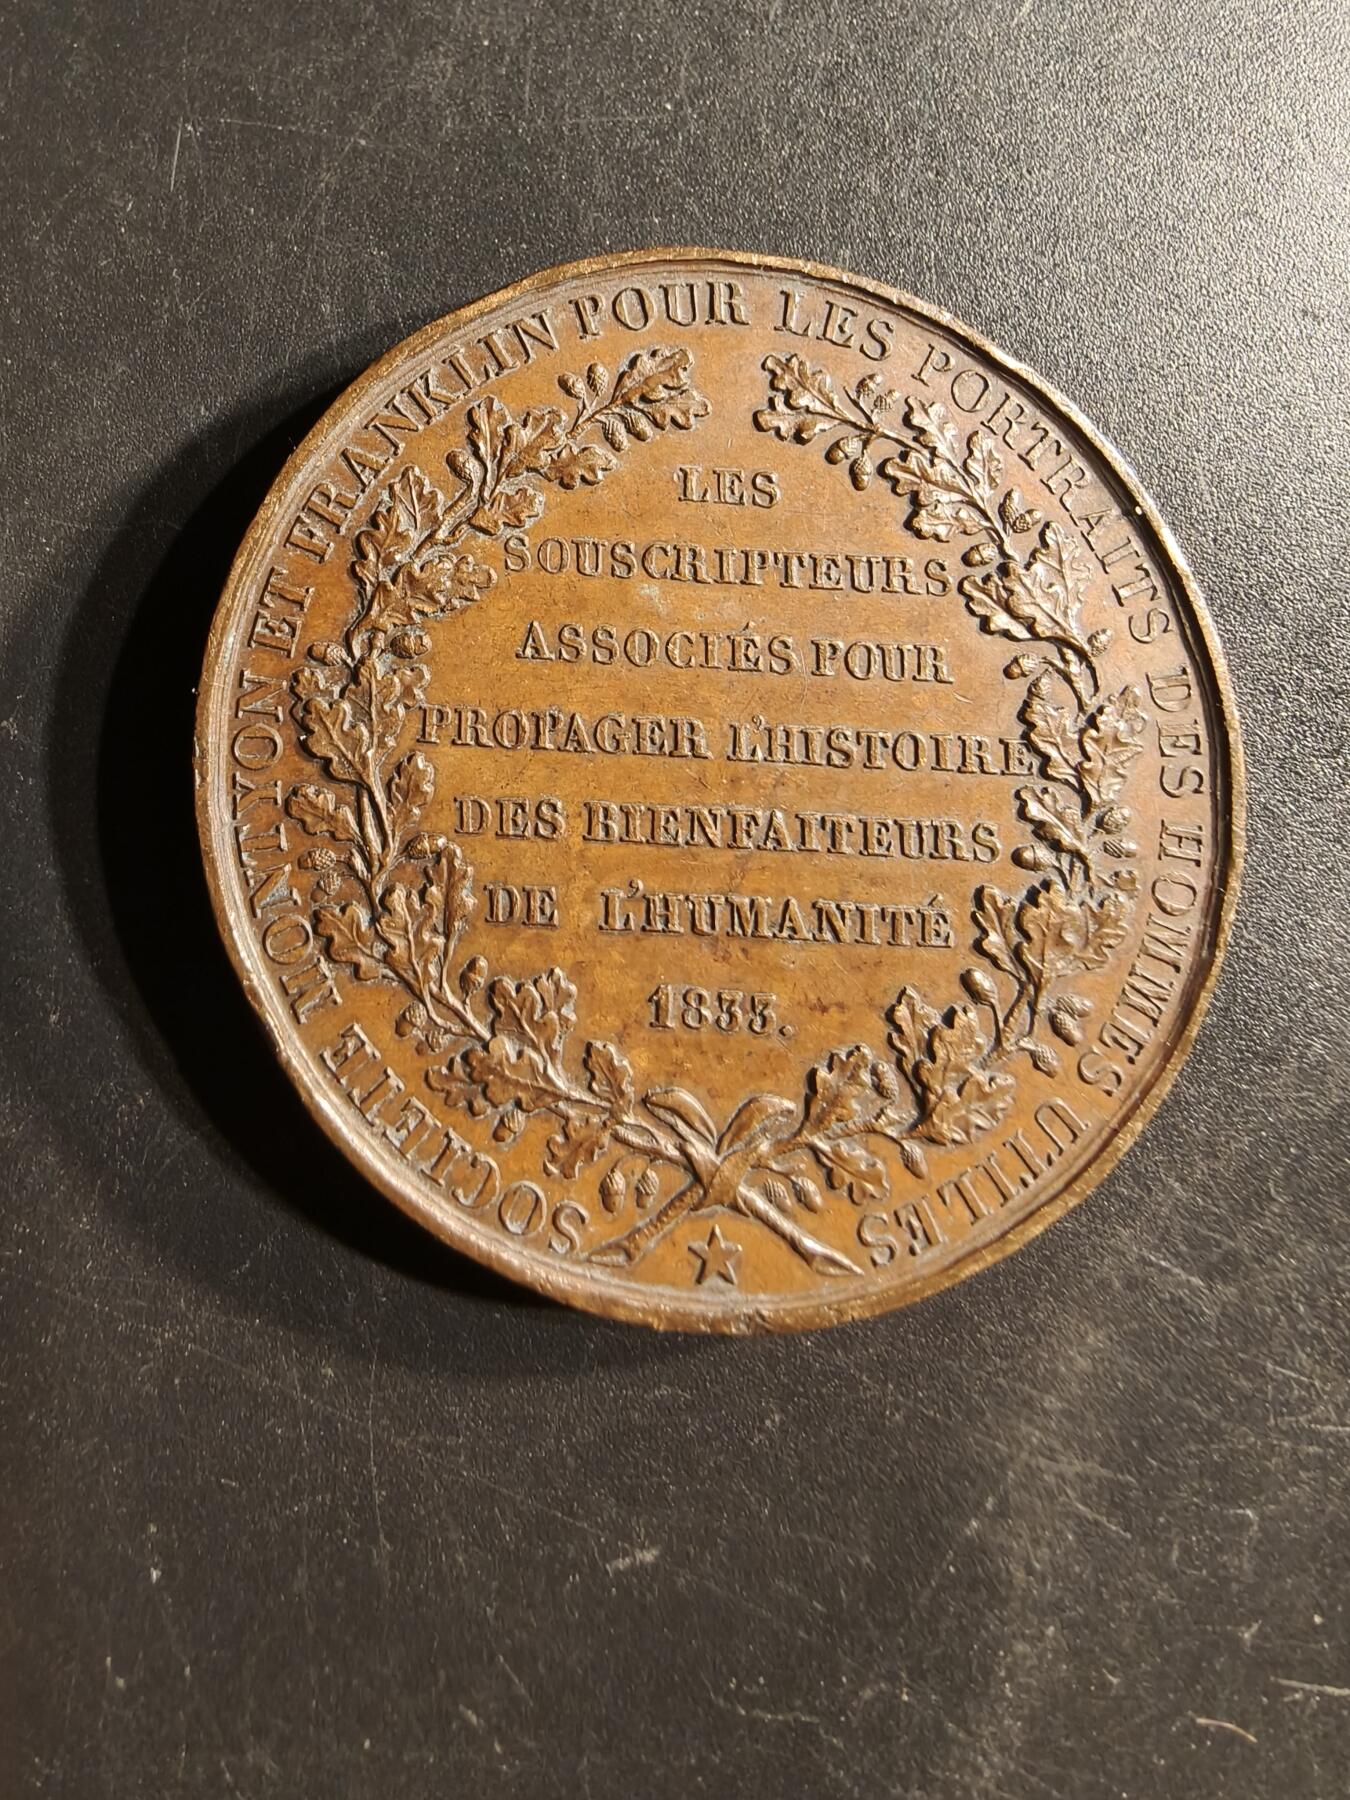 SOCIETE MONTYON ET FRANKLIN POUR LES PORTRAITS DES HOMMES UTILES
LES
SOUSCRIPTEURS
ASSOCIÉS POUR
PROPAGER L'HISTOIRE
DES BIENFAITEURS
DE L'HUMANITÉ
1833.